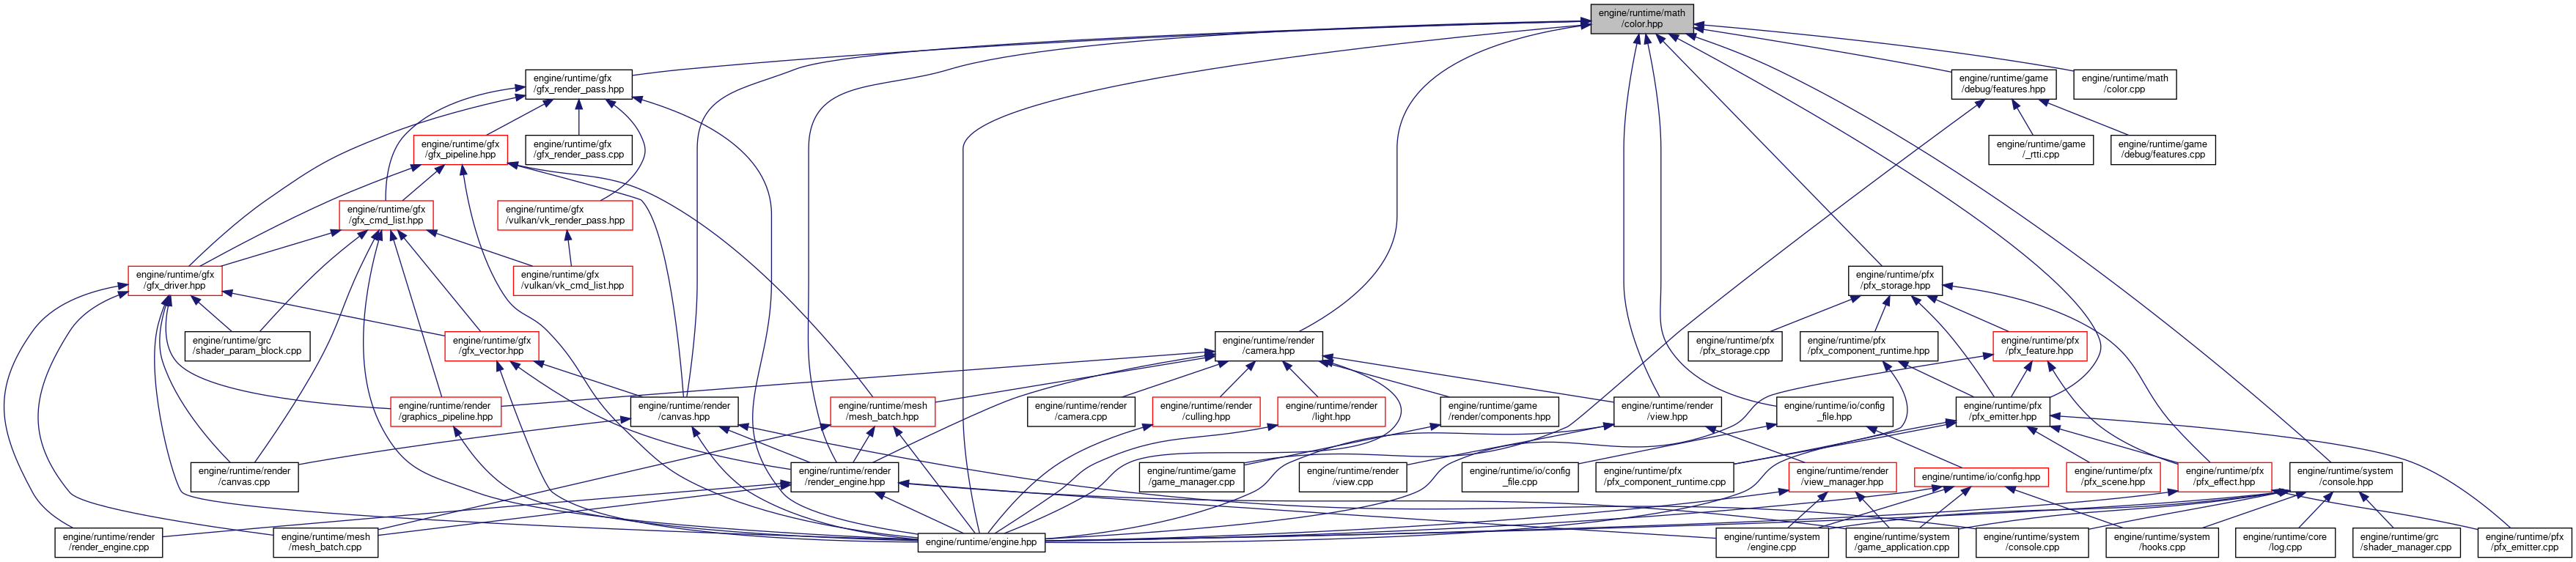 engine/runtime/math
/color.hpp
engine/runtime/gfx
/gfx_render_pass.hpp
engine/runtime/game
/debug/features.hpp
engine/runtime/math
/color.cpp
engine/runtime/gfx
/gfx_pipeline.hpp
engine/runtime/gfx
/gfx_render_pass.cpp
engine/runtime/game
/_rtti.cpp
engine/runtime/game
/debug/features.cpp
engine/runtime/gfx
/gfx_cmd_list.hpp
engine/runtime/gfx
/vulkan/vk_render_pass.hpp
engine/runtime/gfx
/gfx_driver.hpp
engine/runtime/gfx
/vulkan/vk_cmd_list.hpp
engine/runtime/pfx
/pfx_storage.hpp
engine/runtime/grc
/shader_param_block.cpp
engine/runtime/gfx
/gfx_vector.hpp
engine/runtime/render
/camera.hpp
engine/runtime/pfx
/pfx_storage.cpp
engine/runtime/pfx
/pfx_component_runtime.hpp
engine/runtime/pfx
/pfx_feature.hpp
engine/runtime/render
/graphics_pipeline.hpp
engine/runtime/render
/canvas.hpp
engine/runtime/mesh
/mesh_batch.hpp
engine/runtime/render
/camera.cpp
engine/runtime/render
/culling.hpp
engine/runtime/render
/light.hpp
engine/runtime/game
/render/components.hpp
engine/runtime/render
/view.hpp
engine/runtime/io/config
_file.hpp
engine/runtime/pfx
/pfx_emitter.hpp
engine/runtime/render
/canvas.cpp
engine/runtime/render
/render_engine.hpp
engine/runtime/game
/game_manager.cpp
engine/runtime/render
/view.cpp
engine/runtime/io/config
_file.cpp
engine/runtime/pfx
/pfx_component_runtime.cpp
engine/runtime/render
/view_manager.hpp
engine/runtime/io/config.hpp
engine/runtime/pfx
/pfx_scene.hpp
engine/runtime/pfx
/pfx_effect.hpp
engine/runtime/system
/console.hpp
engine/runtime/render
/render_engine.cpp
engine/runtime/mesh
/mesh_batch.cpp
engine/runtime/engine.hpp
engine/runtime/system
/engine.cpp
engine/runtime/system
/game_application.cpp
engine/runtime/system
/console.cpp
engine/runtime/system
/hooks.cpp
engine/runtime/core
/log.cpp
engine/runtime/grc
/shader_manager.cpp
engine/runtime/pfx
/pfx_emitter.cpp